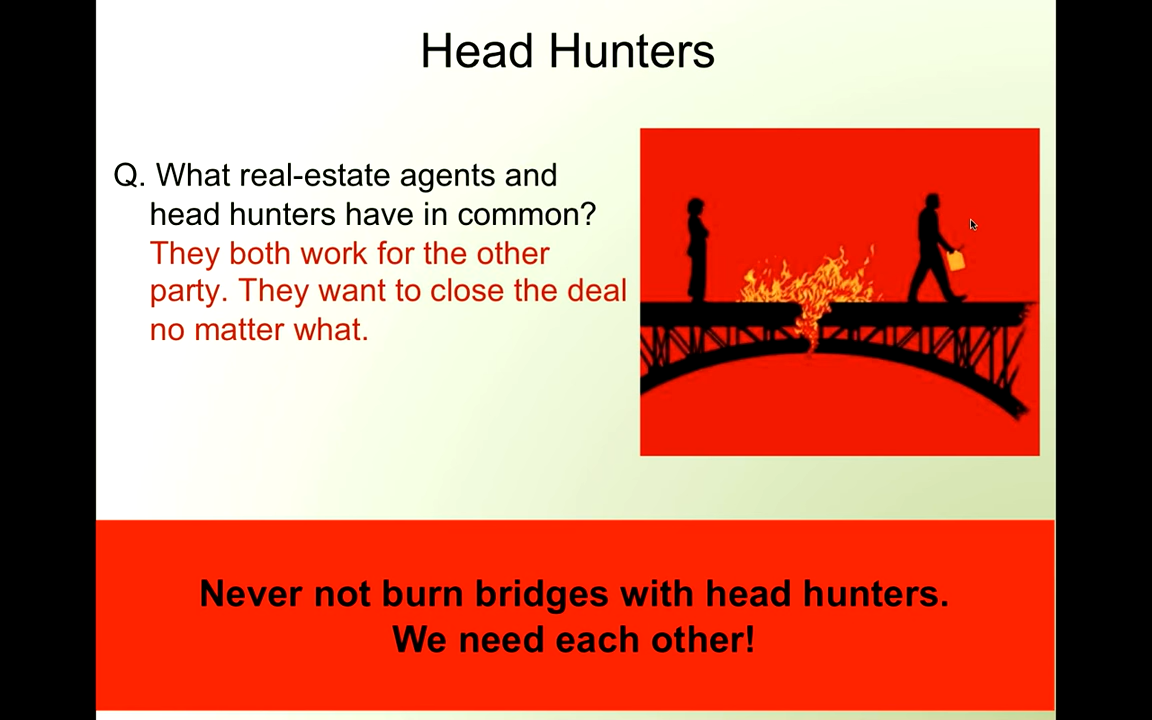 Head Hunters
Q. What real-estate agents and
head hunters have in common?
They both work for the other
party. They want to close the deal
no matter what.
Never not burn bridges with head hunters.
We need each other!